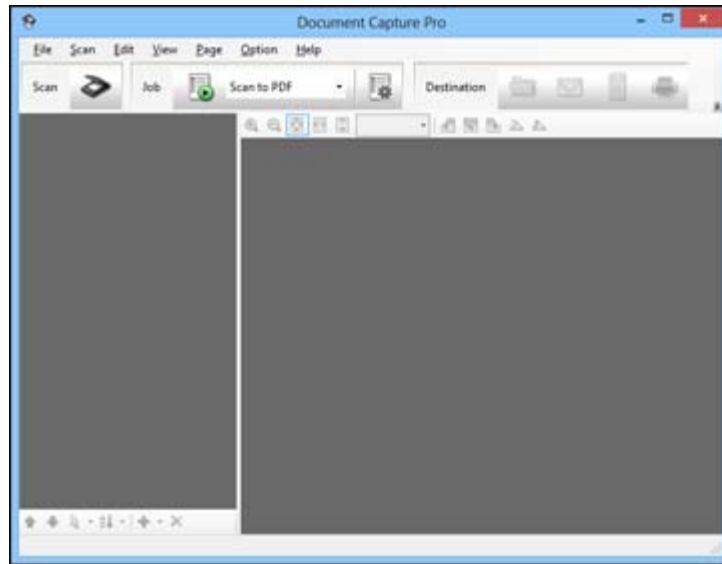 Document Capture Pro
File Scan Edit View Page Option Help
Scan Job Scan to PDF Destination